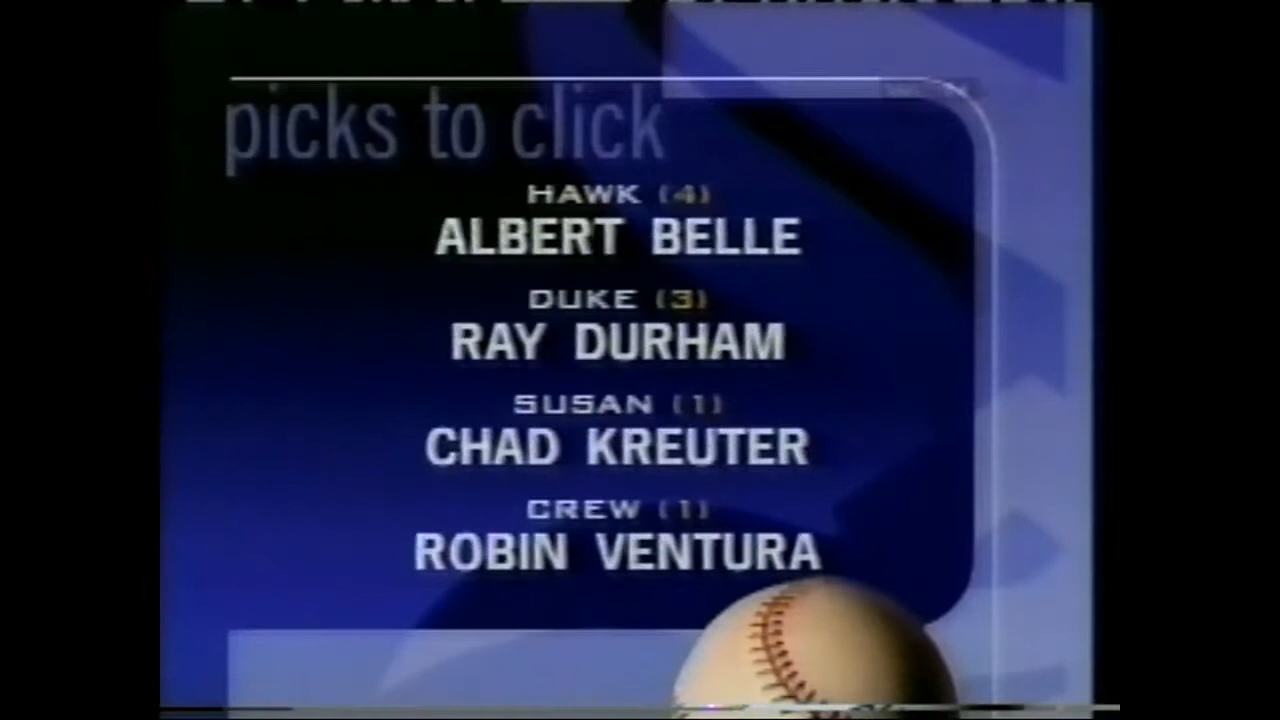 picks to click
HAWK (4)
ALBERT BELLE
DUKE (3)
RAY DURHAM
SUSAN (1)
CHAD KREUTER
CREW (1)
ROBIN VENTURA